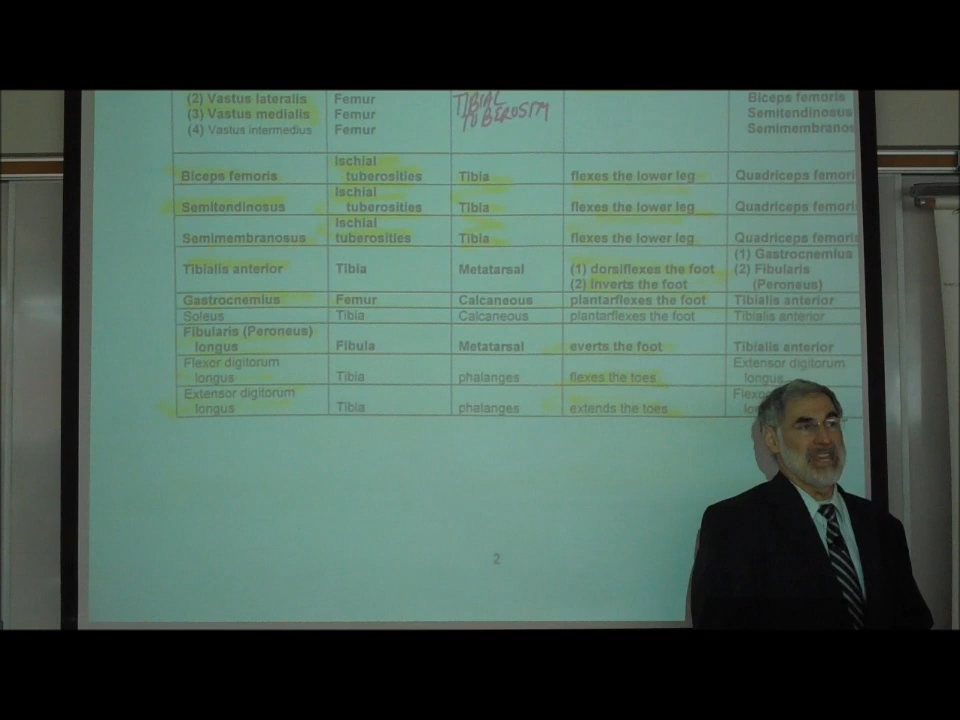 (2) Vastus lateralis Femur TIBIAL Biceps femoris
(3) Vastus medialis Femur TUBEROSITY Semitendinosus
(4) Vastus intermedius Femur Semimembranos
Ischial
Biceps femoris tuberosities Tibia flexes the lower leg Quadriceps femori
Ischial
Semitendinosus tuberosities Tibia flexes the lower leg Quadriceps femori
Ischial
Semimembranosus tuberosities Tibia flexes the lower leg Quadriceps femori
(1) Gastrocnemius
Tibialis anterior Tibia Metatarsal (1) dorsiflexes the foot (2) Fibularis
(2) inverts the foot (Peroneus)
Gastrocnemius Femur Calcaneous plantarflexes the foot Tibialis anterior
Soleus Tibia Calcaneous plantarflexes the foot Tibialis anterior
Fibularis (Peroneus)
longus Fibula Metatarsal everts the foot Tibialis anterior
Flexor digitorum Extensor digitorum
longus Tibia phalanges flexes the toes longus
Extensor digitorum Flexo
longus Tibia phalanges extends the toes lon
2